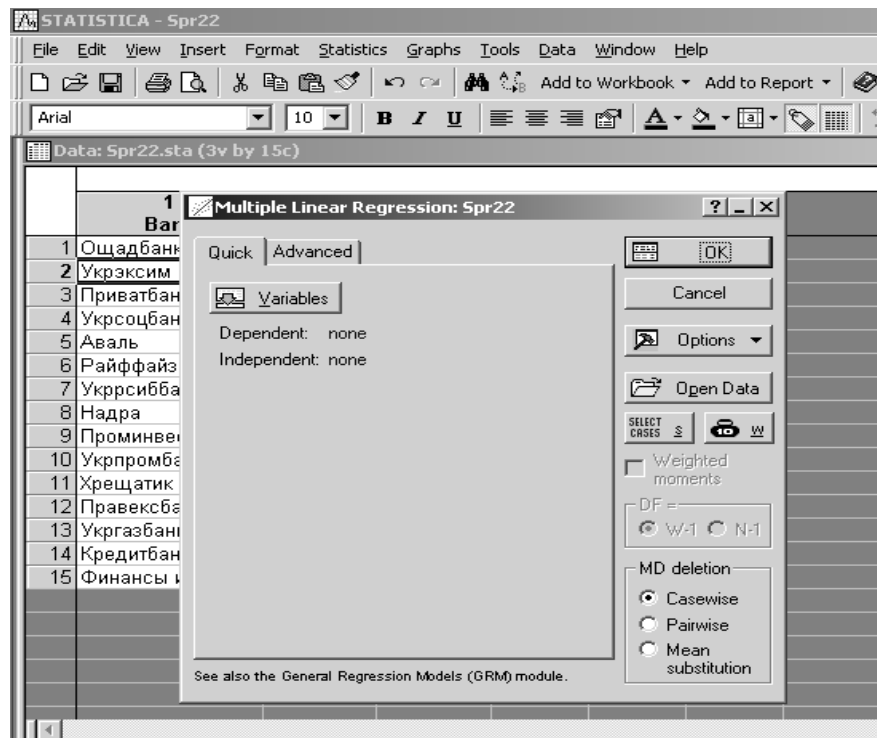 STATISTICA - Spr22
File Edit View Insert Format Statistics Graphs Tools Data Window Help
Add to Workbook Add to Report
Arial 10 B I U A a
Data: Spr22.sta (3v by 15c)
1
Bar
Multiple Linear Regression: Spr22
1 Ощадбанк
2 Укрэксим
3 Приватбан
4 Укрсоцбан
5 Аваль
6 Райффайз
7 Укррсибба
8 Надра
9 Проминве
10 Укрпромба
11 Хрещатик
12 Правексба
13 Укргазбан
14 Кредитбан
15 Финансы и
Quick Advanced
Variables
Dependent: none
Independent: none
See also the General Regression Models (GRM) module.
OK
Cancel
Options
Open Data
SELECT CASES S W
Weighted
moments
DF =
W-1 N-1
MD deletion
Casewise
Pairwise
Mean
substitution